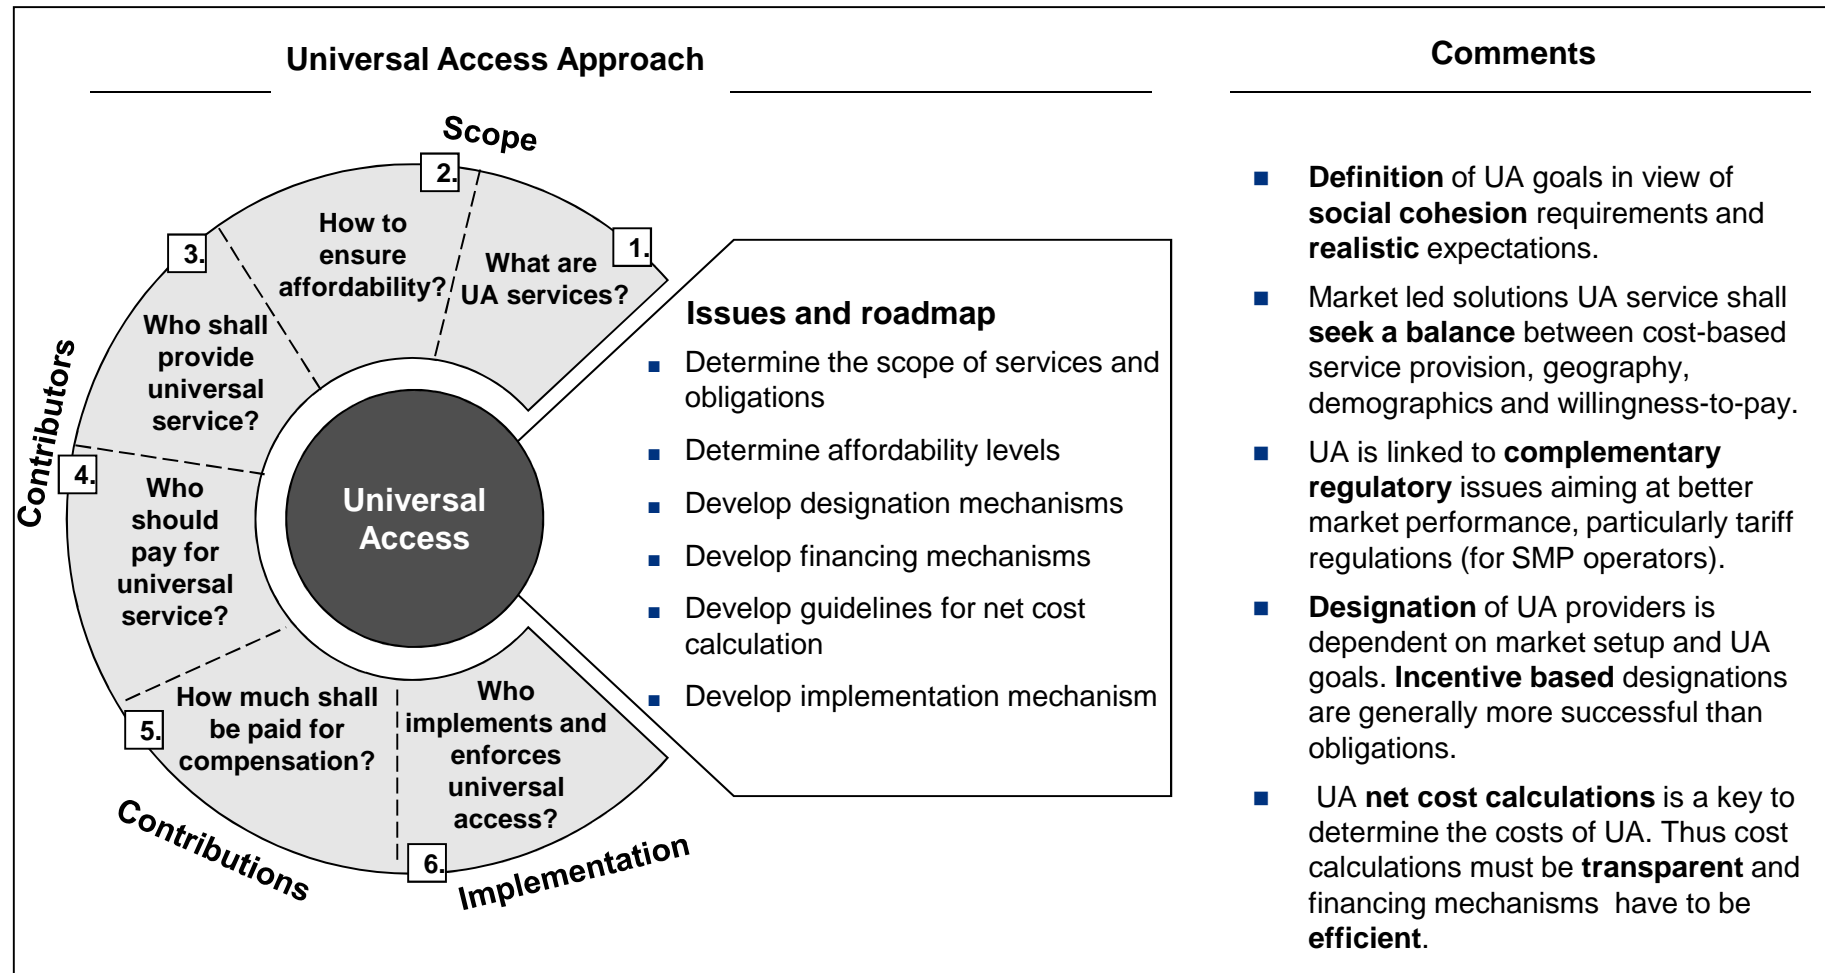 Universal Access Approach
Scope
1.
What are
UA services?
2.
How to
ensure
affordability?
Contributors
3.
Who shall
provide
universal
service?
4.
Who
should
pay for
universal
service?
Contributions
5.
How much shall
be paid for
compensation?
Implementation
6.
Who
implements and
enforces
universal
access?
Universal
Access
Issues and roadmap
■ Determine the scope of services and
obligations
■ Determine affordability levels
■ Develop designation mechanisms
■ Develop financing mechanisms
■ Develop guidelines for net cost
calculation
■ Develop implementation mechanism
Comments
■ Definition of UA goals in view of
social cohesion requirements and
realistic expectations.
■ Market led solutions UA service shall
seek a balance between cost-based
service provision, geography,
demographics and willingness-to-pay.
■ UA is linked to complementary
regulatory issues aiming at better
market performance, particularly tariff
regulations (for SMP operators).
■ Designation of UA providers is
dependent on market setup and UA
goals. Incentive based designations
are generally more successful than
obligations.
■ UA net cost calculations is a key to
determine the costs of UA. Thus cost
calculations must be transparent and
financing mechanisms have to be
efficient.